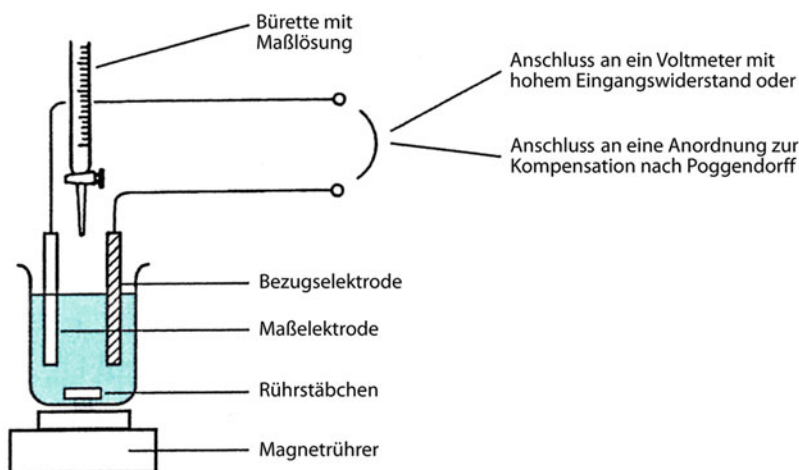 Bürette mit
Maßlösung
Anschluss an ein Voltmeter mit
hohem Eingangswiderstand oder
Anschluss an eine Anordnung zur
Kompensation nach Poggendorff
Bezugselektrode
Maßelektrode
Rührstäbchen
Magnetrührer